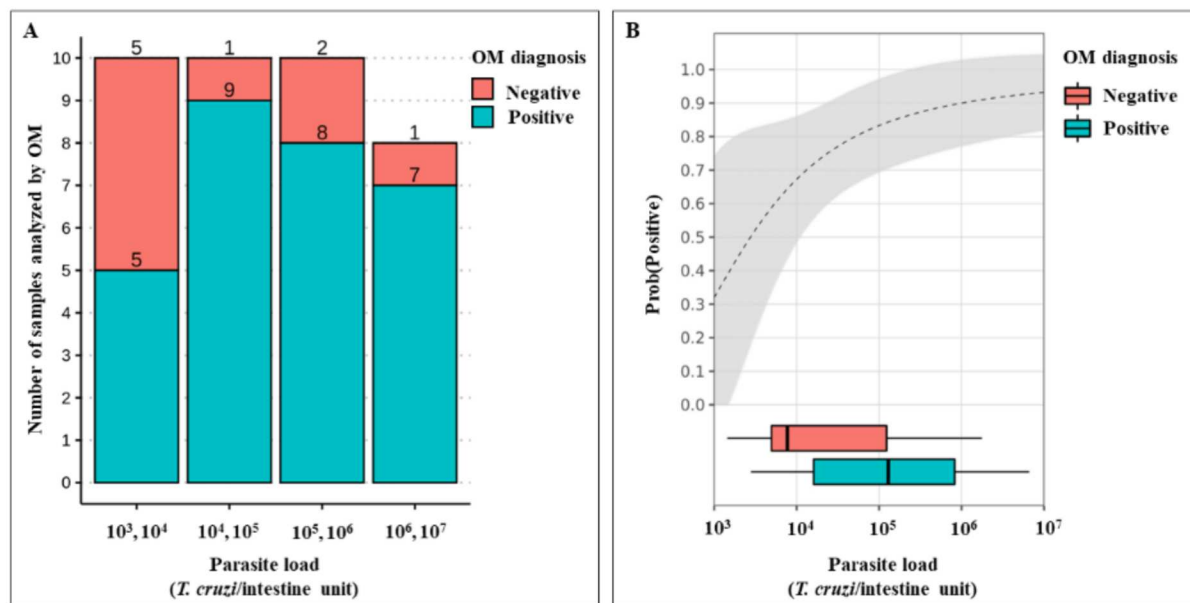 A
OM diagnosis
Negative
Positive
Number of samples analyzed by OM
10
9
8
7
6
5
4
3
2
1
0
5
1
2
1
5
9
8
7
10³,10⁴
10⁴,10⁵
10⁵,10⁶
10⁶,10⁷
Parasite load
(T. cruzi/intestine unit)
B
OM diagnosis
Negative
Positive
Prob(Positive)
1.0
0.9
0.8
0.7
0.6
0.5
0.4
0.3
0.2
0.1
0.0
10³
10⁴
10⁵
10⁶
10⁷
Parasite load
(T. cruzi/intestine unit)